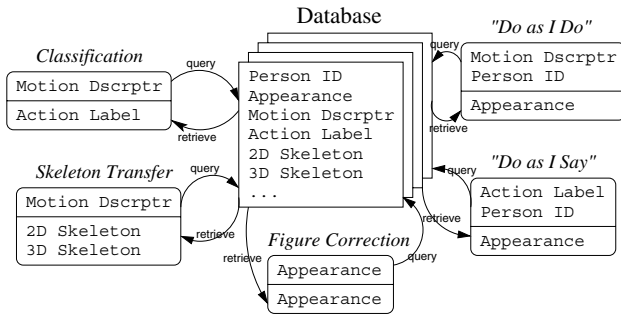 Database
Classification
query
Motion Dscrptr
Action Label
retrieve
Person ID
Appearance
Motion Dscrptr
Action Label
2D Skeleton
3D Skeleton
...
"Do as I Do"
query
Motion Dscrptr
Person ID
Appearance
retrieve
Skeleton Transfer
query
Motion Dscrptr
2D Skeleton
3D Skeleton
retrieve
"Do as I Say"
query
Action Label
Person ID
Appearance
retrieve
Figure Correction
retrieve
Appearance
Appearance
query